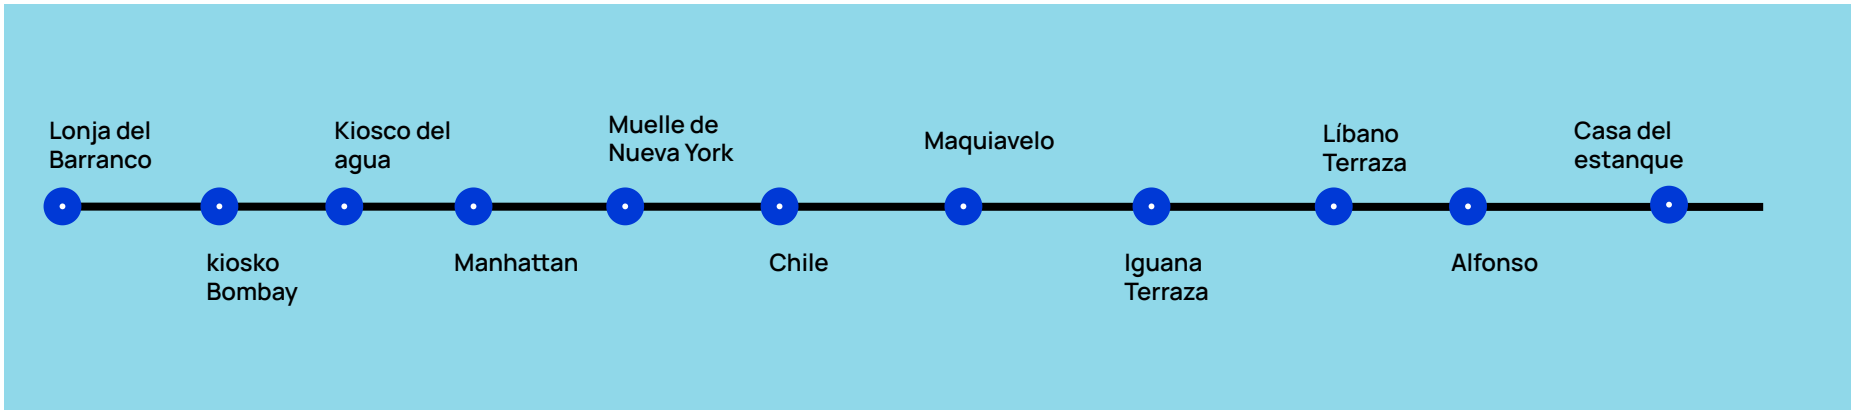 Lonja del
Barranco
kiosko
Bombay
Kiosco del
agua
Manhattan
Muelle de
Nueva York
Chile
Maquiavelo
Iguana
Terraza
Líbano
Terraza
Alfonso
Casa del
estanque